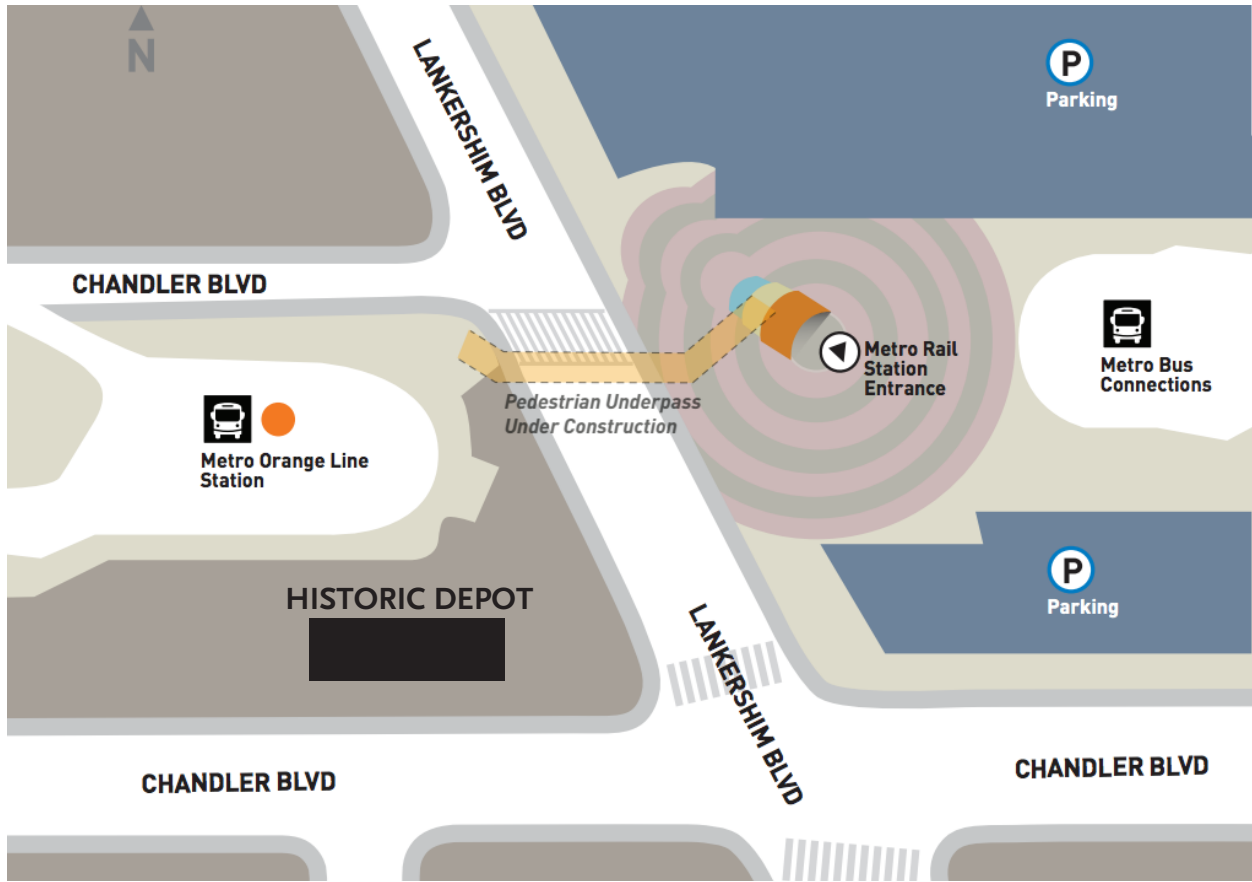 N
LANKERSHIM BLVD
P
Parking
CHANDLER BLVD
Metro Rail
Station
Entrance
Metro Bus
Connections
Pedestrian Underpass
Under Construction
Metro Orange Line
Station
HISTORIC DEPOT
P
Parking
LANKERSHIM BLVD
CHANDLER BLVD
CHANDLER BLVD